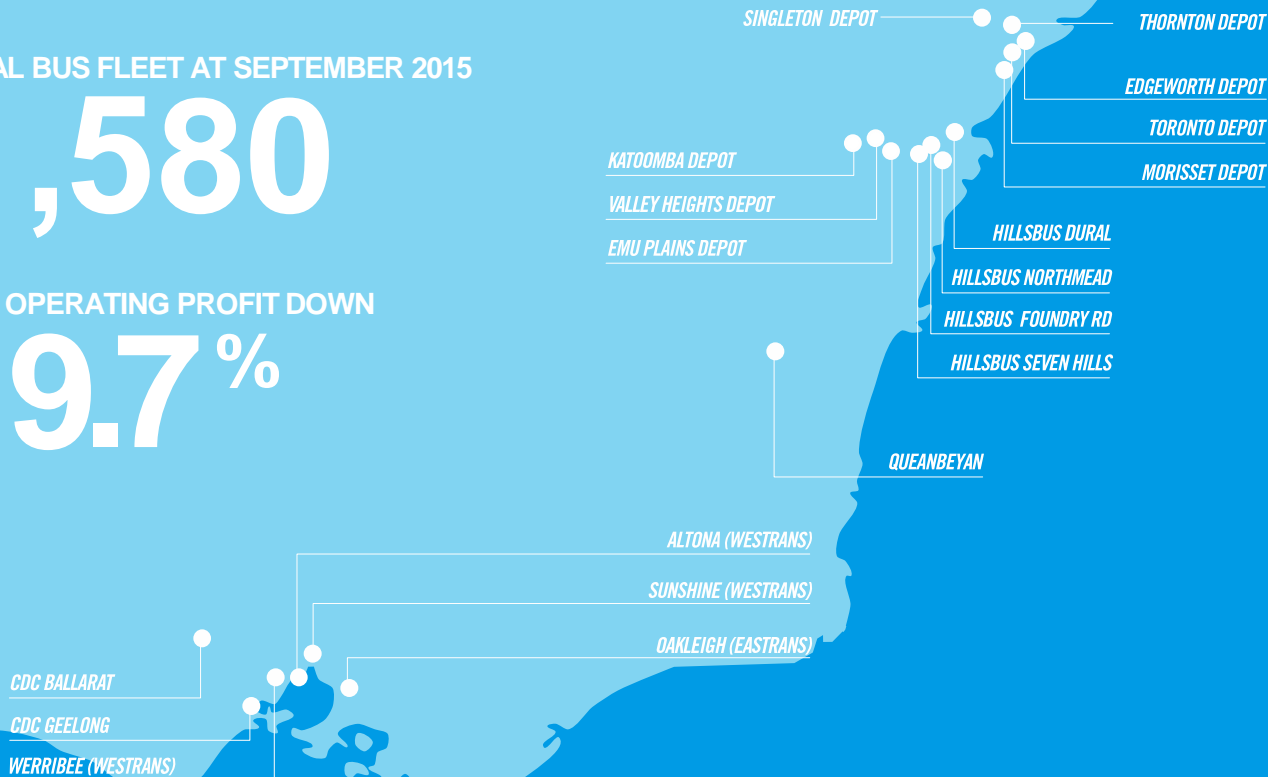 SINGLETON DEPOT
THORNTON DEPOT
AL BUS FLEET AT SEPTEMBER 2015
,580
EDGEWORTH DEPOT
TORONTO DEPOT
MORISSET DEPOT
KATOOMBA DEPOT
VALLEY HEIGHTS DEPOT
EMU PLAINS DEPOT
HILLSBUS DURAL
HILLSBUS NORTHMEAD
HILLSBUS FOUNDRY RD
HILLSBUS SEVEN HILLS
OPERATING PROFIT DOWN
9.7%
QUEANBEYAN
ALTONA (WESTRANS)
SUNSHINE (WESTRANS)
OAKLEIGH (EASTRANS)
CDC BALLARAT
CDC GEELONG
WERRIBEE (WESTRANS)